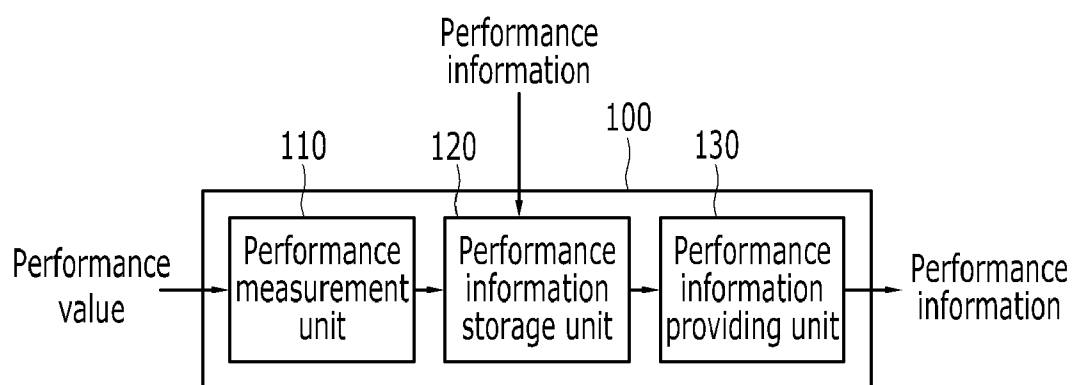 Performance
information
100
110
120
130
Performance
value
Performance
measurement
unit
Performance
information
storage unit
Performance
information
providing unit
Performance
information